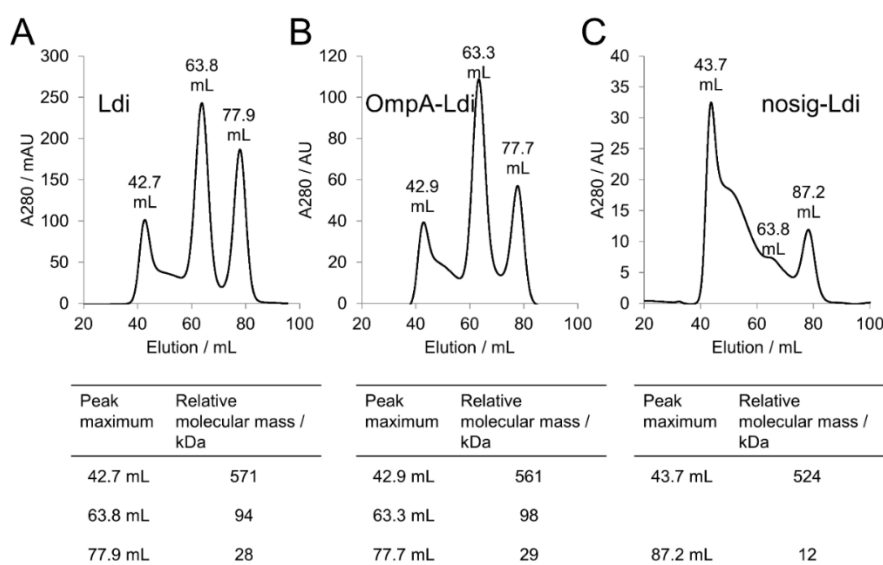 A
Ldi
A280 / mAU
300
250
200
150
100
50
0
42.7
mL
63.8
mL
77.9
mL
20 40 60 80 100
Elution / mL
B
OmpA-Ldi
A280 / AU
120
100
80
60
40
20
0
42.9
mL
63.3
mL
77.7
mL
20 40 60 80 100
Elution / mL
C
nosig-Ldi
A280 / AU
40
35
30
25
20
15
10
5
0
43.7
mL
63.8
mL
87.2
mL
20 40 60 80 100
Elution / mL
Peak Relative
maximum molecular mass /
kDa
42.7 mL 571
63.8 mL 94
77.9 mL 28
Peak Relative
maximum molecular mass /
kDa
42.9 mL 561
63.3 mL 98
77.7 mL 29
Peak Relative
maximum molecular mass /
kDa
43.7 mL 524
87.2 mL 12